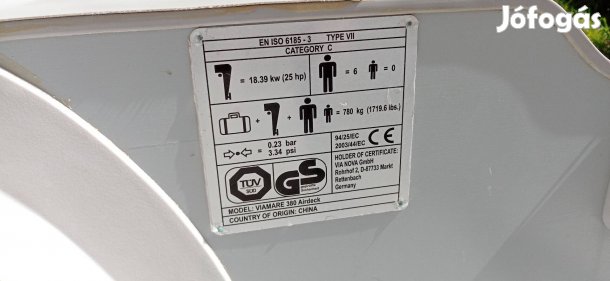 Jófogás
EN ISO 6185 - 3 TYPE VII
CATEGORY C
= 18.39 kw (25 hp)
= 6
= 0
+ + = 780 kg (1719.6 lbs.)
= 0.23 bar
3.34 psi
94/25/EC
2003/44/EC
CE
HOLDER OF CERTIFICATE:
VIA NOVA GmbH
Rohrhof 2, D-87733 Markt
Rettenbach
Germany
TÜV
SÜD
GS
MODEL: VIAMARE 380 Airdeck
COUNTRY OF ORIGIN: CHINA